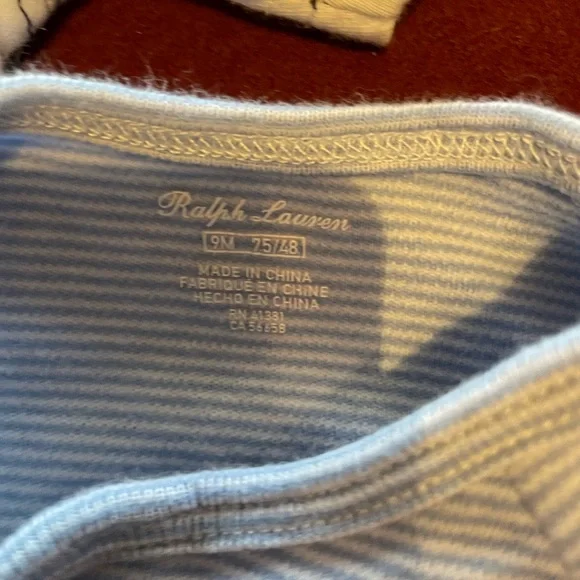 Ralph Lauren
9M 75/48
MADE IN CHINA
FABRIQUÉ EN CHINE
HECHO EN CHINA
RN 41381
CA 56658